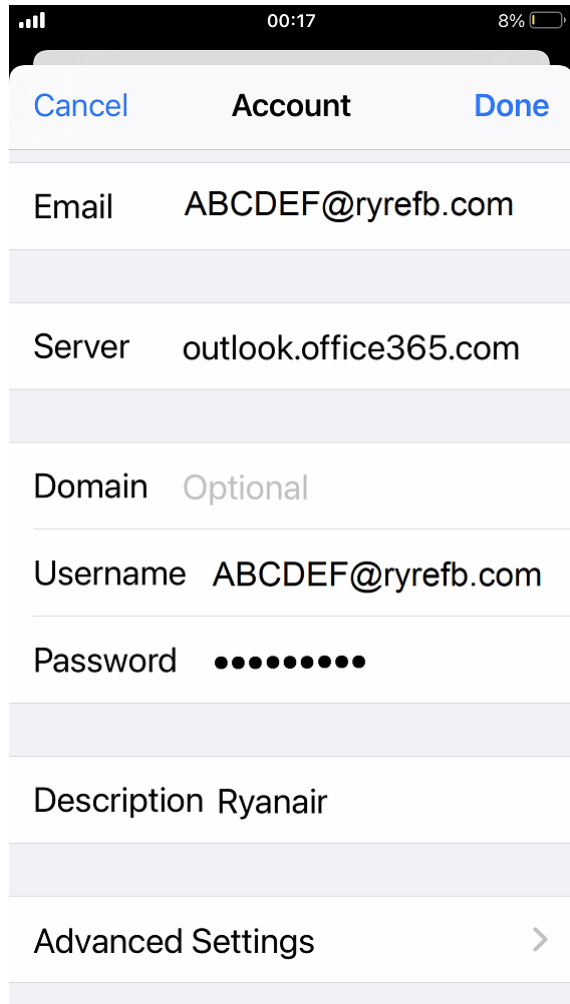 00:17 8%
Cancel Account Done
Email ABCDEF@ryrefb.com
Server outlook.office365.com
Domain Optional
Username ABCDEF@ryrefb.com
Password •••••••••
Description Ryanair
Advanced Settings